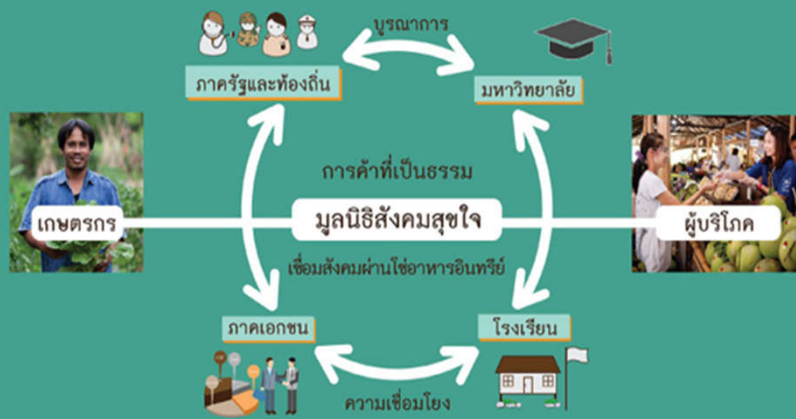 บูรณาการ
ภาครัฐและท้องถิ่น
มหาวิทยาลัย
การค้าที่เป็นธรรม
เกษตรกร
มูลนิธิสังคมสุขใจ
ผู้บริโภค
เชื่อมสังคมผ่านโซ่อาหารอินทรีย์
ภาคเอกชน
โรงเรียน
ความเชื่อมโยง